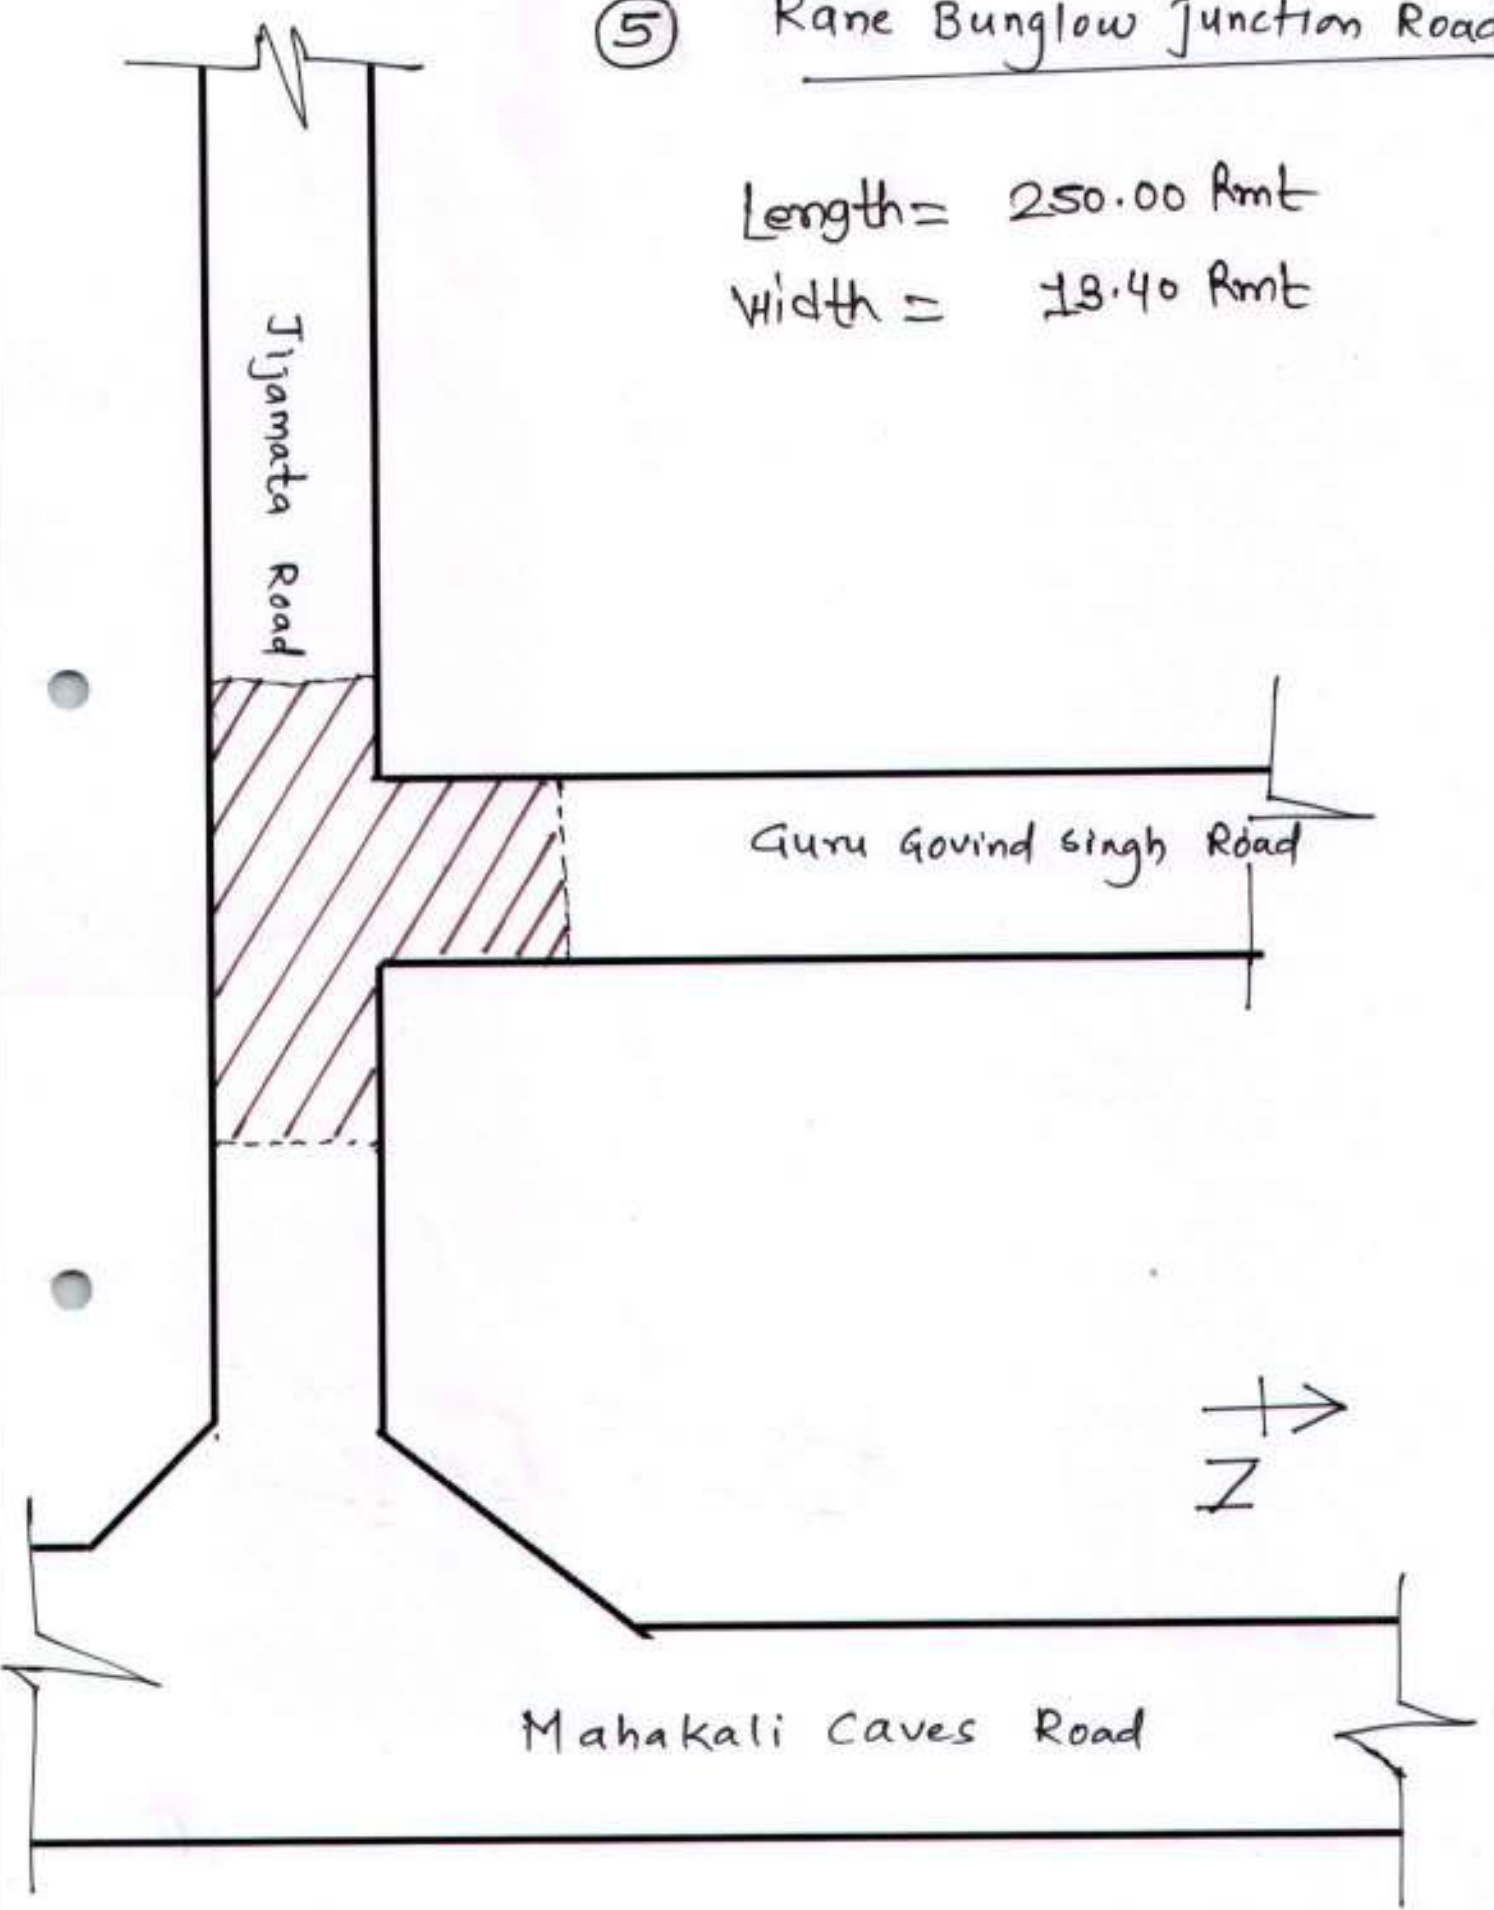 5 Rane Bunglow Junction Road
Length = 250.00 Rmt
Width = 13.40 Rmt
Jijamata Road
Guru Govind Singh Road
N
Mahakali Caves Road